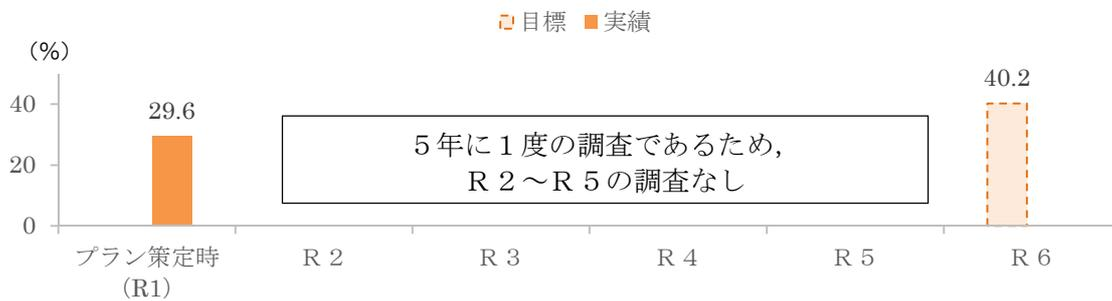 目標 実績
（%）
40.2
40
29.6
20
５年に１度の調査であるため,
Ｒ２～Ｒ５の調査なし
0
プラン策定時 Ｒ２ Ｒ３ Ｒ４ Ｒ５ Ｒ６
（R1）